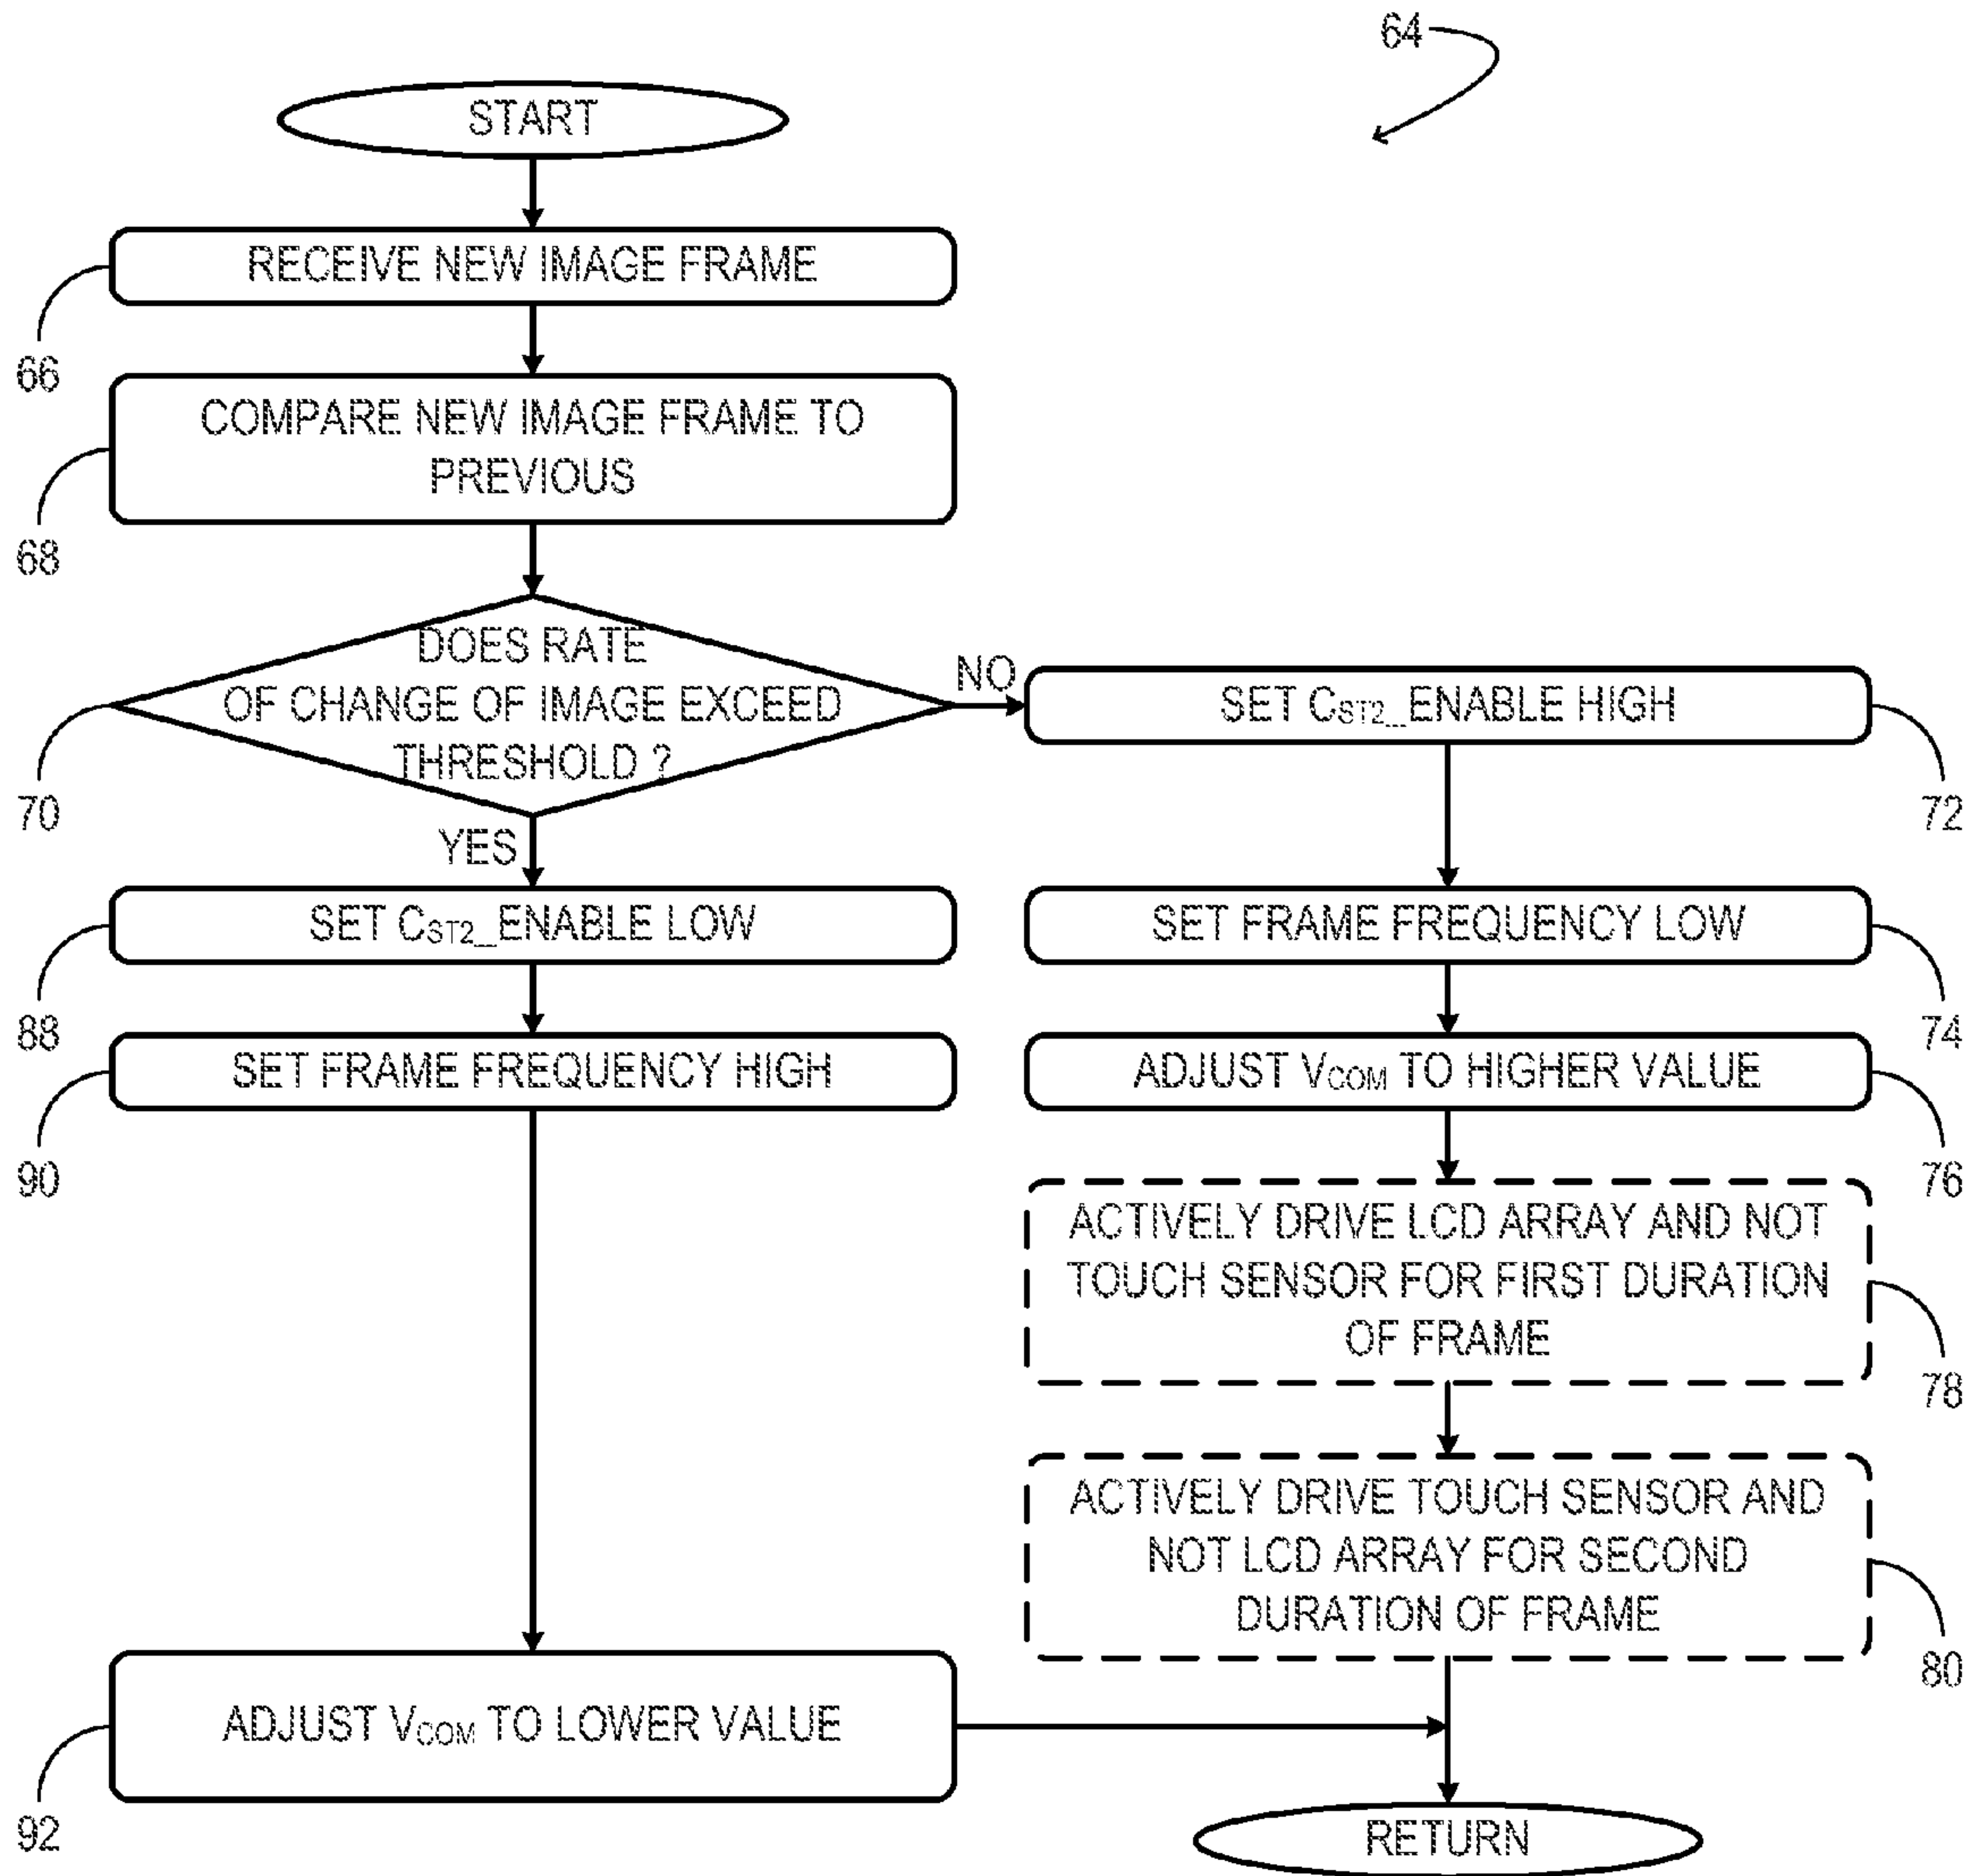 64
START
RECEIVE NEW IMAGE FRAME
66
COMPARE NEW IMAGE FRAME TO
PREVIOUS
68
DOES RATE
OF CHANGE OF IMAGE EXCEED
THRESHOLD ?
70
NO
SET CST2_ENABLE HIGH
72
YES
SET CST2_ENABLE LOW
88
SET FRAME FREQUENCY LOW
74
SET FRAME FREQUENCY HIGH
90
ADJUST VCOM TO HIGHER VALUE
76
ACTIVELY DRIVE LCD ARRAY AND NOT
TOUCH SENSOR FOR FIRST DURATION
OF FRAME
78
ACTIVELY DRIVE TOUCH SENSOR AND
NOT LCD ARRAY FOR SECOND
DURATION OF FRAME
80
ADJUST VCOM TO LOWER VALUE
92
RETURN